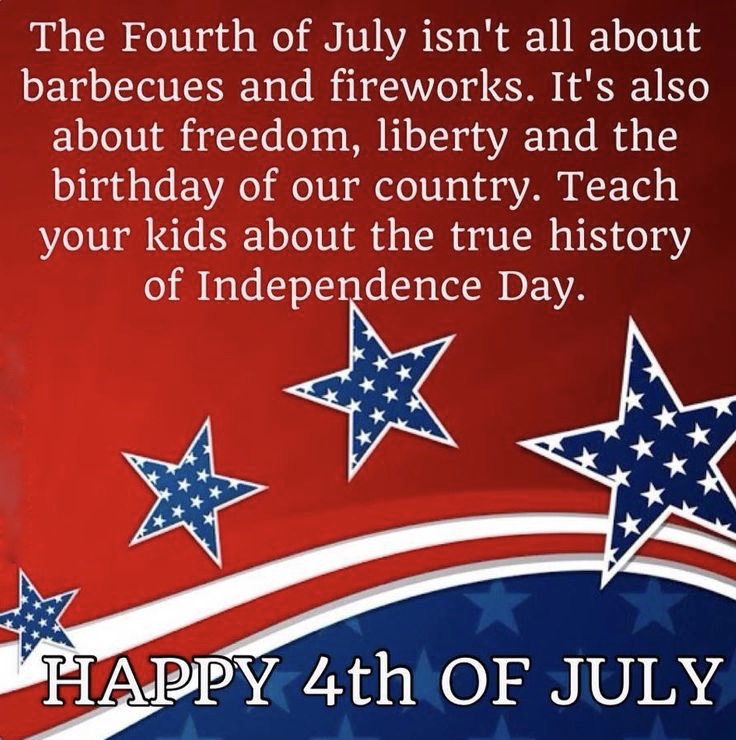 The Fourth of July isn't all about
barbecues and fireworks. It's also
about freedom, liberty and the
birthday of our country. Teach
your kids about the true history
of Independence Day.
HAPPY 4th OF JULY